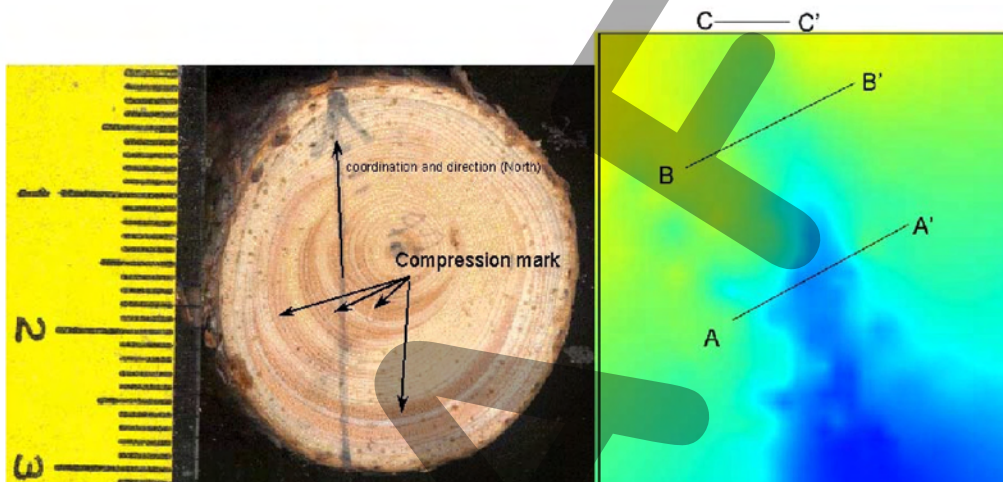 C C'
B'
B
A'
A
1
coordination and direction (North)
Compression mark
2
3